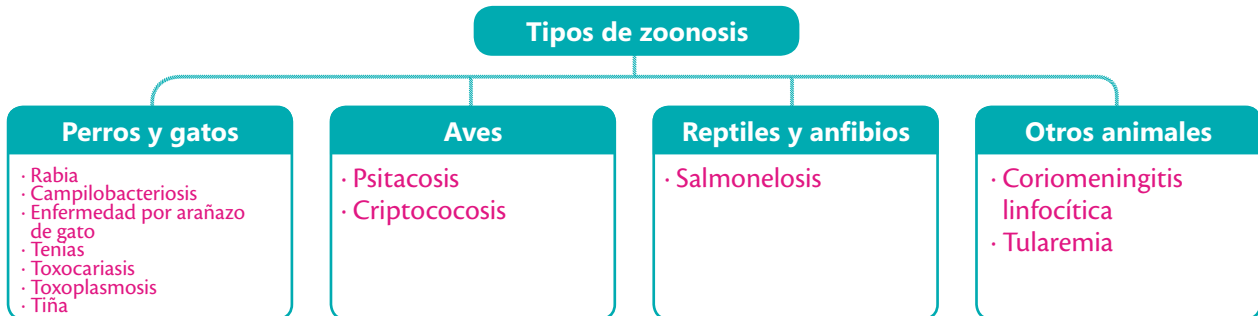 Tipos de zoonosis
Perros y gatos
· Rabia
· Campilobacteriosis
· Enfermedad por arañazo
de gato
· Tenias
· Toxocariasis
· Toxoplasmosis
· Tiña
Aves
· Psitacosis
· Criptococosis
Reptiles y anfibios
· Salmonelosis
Otros animales
· Coriomeningitis
linfocítica
· Tularemia